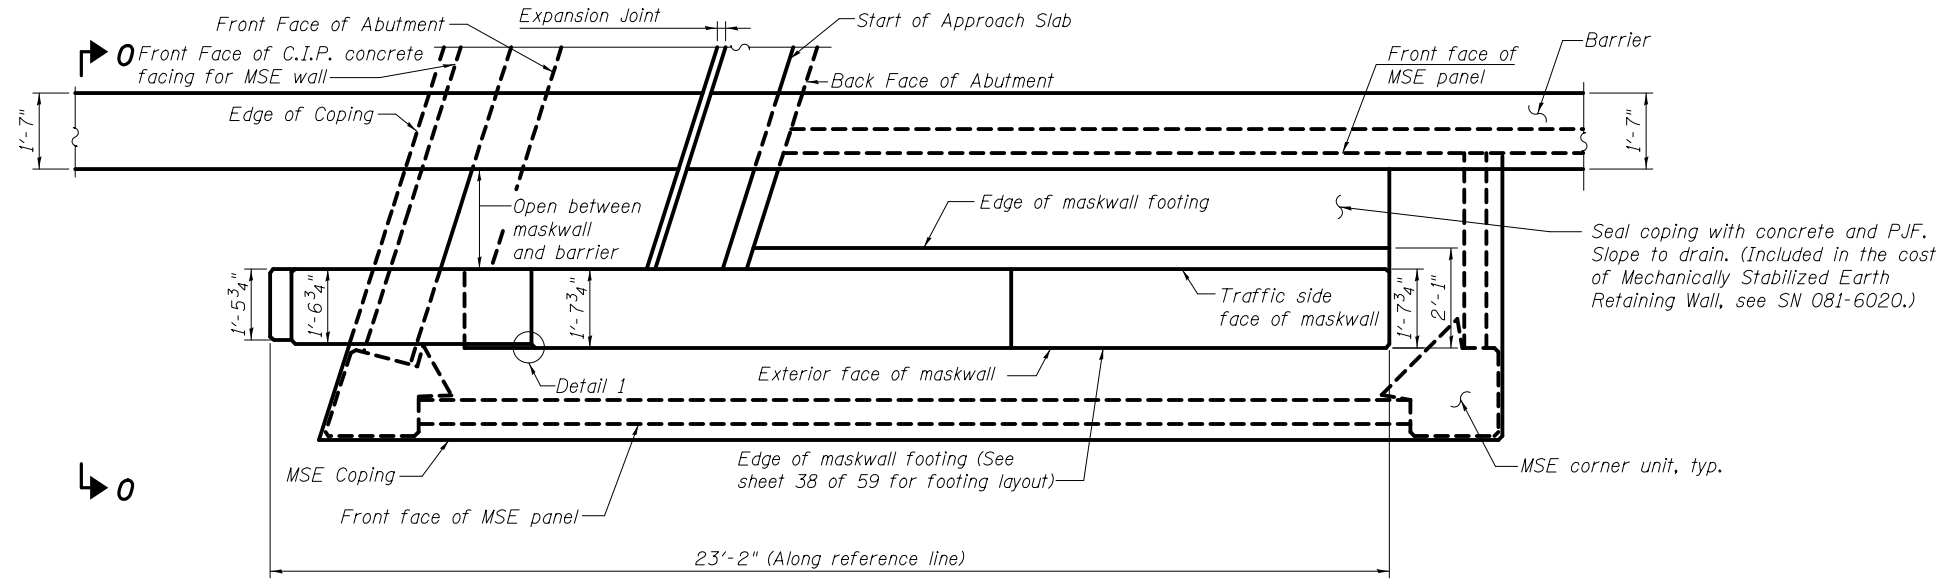 Expansion Joint
Front Face of Abutment
Start of Approach Slab
O
Front Face of C.I.P. concrete
facing for MSE wall
Front face of
MSE panel
Barrier
Back Face of Abutment
Edge of Coping
1'-7"
1'-7"
Open between
maskwall
and barrier
Edge of maskwall footing
Seal coping with concrete and PJF.
Slope to drain. (Included in the cost
of Mechanically Stabilized Earth
Retaining Wall, see SN 081-6020.)
1'-5 3/4"
1'-6 3/4"
1'-7 3/4"
Traffic side
face of maskwall
1'-7 3/4"
2'-1"
Detail 1
Exterior face of maskwall
Edge of maskwall footing (See
sheet 38 of 59 for footing layout)
MSE Coping
MSE corner unit, typ.
O
Front face of MSE panel
23'-2" (Along reference line)